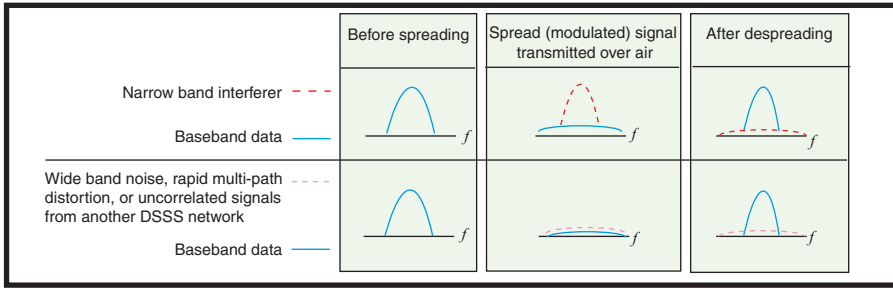 Before spreading
Spread (modulated) signal
transmitted over air
After despreading
Narrow band interferer
Baseband data
f
f
f
Wide band noise, rapid multi-path
distortion, or uncorrelated signals
from another DSSS network
Baseband data
f
f
f